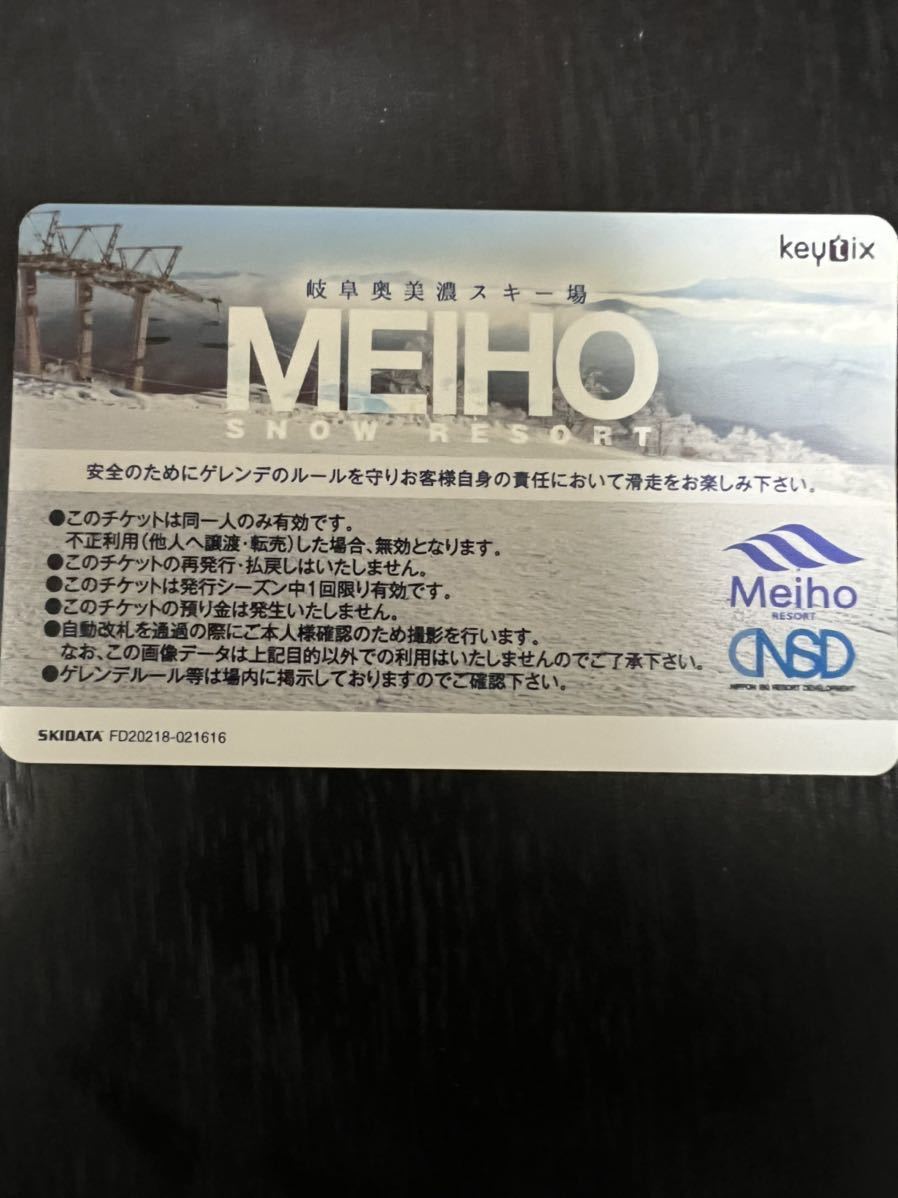 keytix
岐阜奥美濃スキー場
MEIHO
SNOW RESORT
安全のためにゲレンデのルールを守りお客様自身の責任において滑走をお楽しみ下さい。
●このチケットは同一人のみ有効です。
不正利用(他人へ譲渡・転売)した場合、無効となります。
●このチケットの再発行・払戻しはいたしません。
●このチケットは発行シーズン中1回限り有効です。
●このチケットの預り金は発生いたしません。
●自動改札を通過の際にご本人様確認のため撮影を行います。
なお、この画像データは上記目的以外での利用はいたしませんのでご了承下さい。
●ゲレンデルール等は場内に掲示しておりますのでご確認下さい。
Meiho
RESORT
NSD
NIPPON SKI RESORT DEVELOPMENT
SKIDATA FD20218-021616